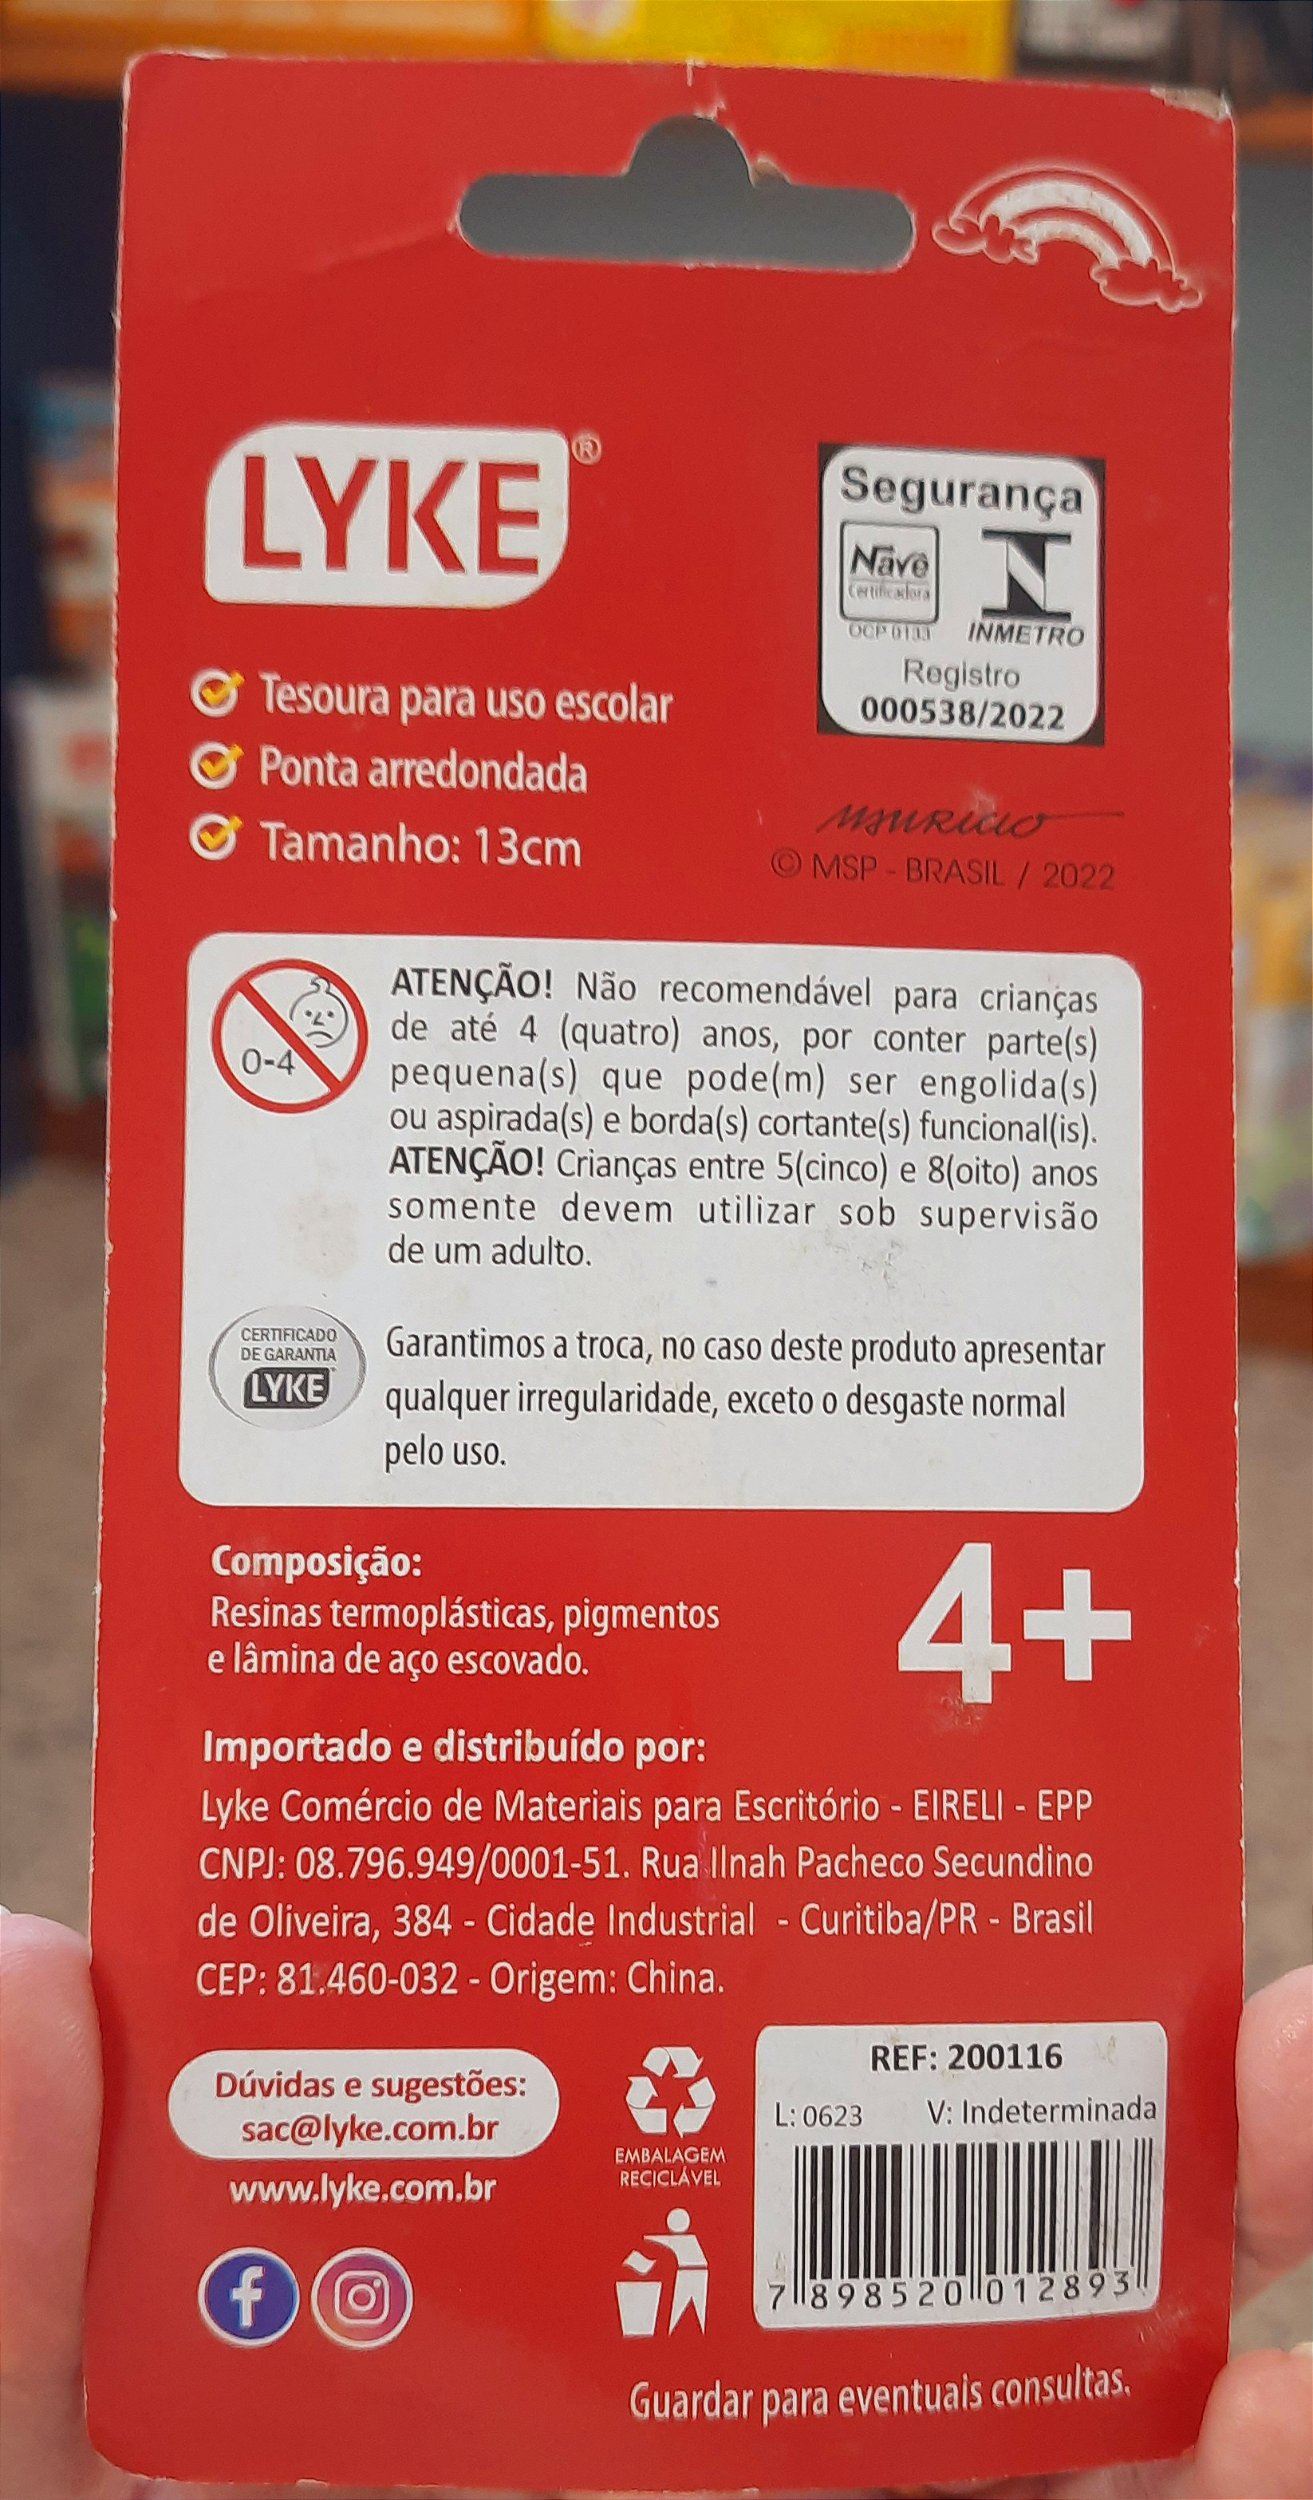 LYKE®
Segurança
Navê
Certificadora
OCP 0133
INMETRO
Registro
000538/2022
Tesoura para uso escolar
Ponta arredondada
Tamanho: 13cm
MAURICIO
© MSP - BRASIL / 2022
ATENÇÃO! Não recomendável para crianças
de até 4 (quatro) anos, por conter parte(s)
pequena(s) que pode(m) ser engolida(s)
ou aspirada(s) e borda(s) cortante(s) funcional(is).
0-4
ATENÇÃO! Crianças entre 5(cinco) e 8(oito) anos
somente devem utilizar sob supervisão
de um adulto.
CERTIFICADO
DE GARANTIA
LYKE
Garantimos a troca, no caso deste produto apresentar
qualquer irregularidade, exceto o desgaste normal
pelo uso.
Composição:
Resinas termoplásticas, pigmentos
e lâmina de aço escovado.
4+
Importado e distribuído por:
Lyke Comércio de Materiais para Escritório - EIRELI - EPP
CNPJ: 08.796.949/0001-51. Rua Ilnah Pacheco Secundino
de Oliveira, 384 - Cidade Industrial - Curitiba/PR - Brasil
CEP: 81.460-032 - Origem: China.
Dúvidas e sugestões:
sac@lyke.com.br
www.lyke.com.br
EMBALAGEM
RECICLÁVEL
REF: 200116
L: 0623 V: Indeterminada
7 898520 012893
Guardar para eventuais consultas.